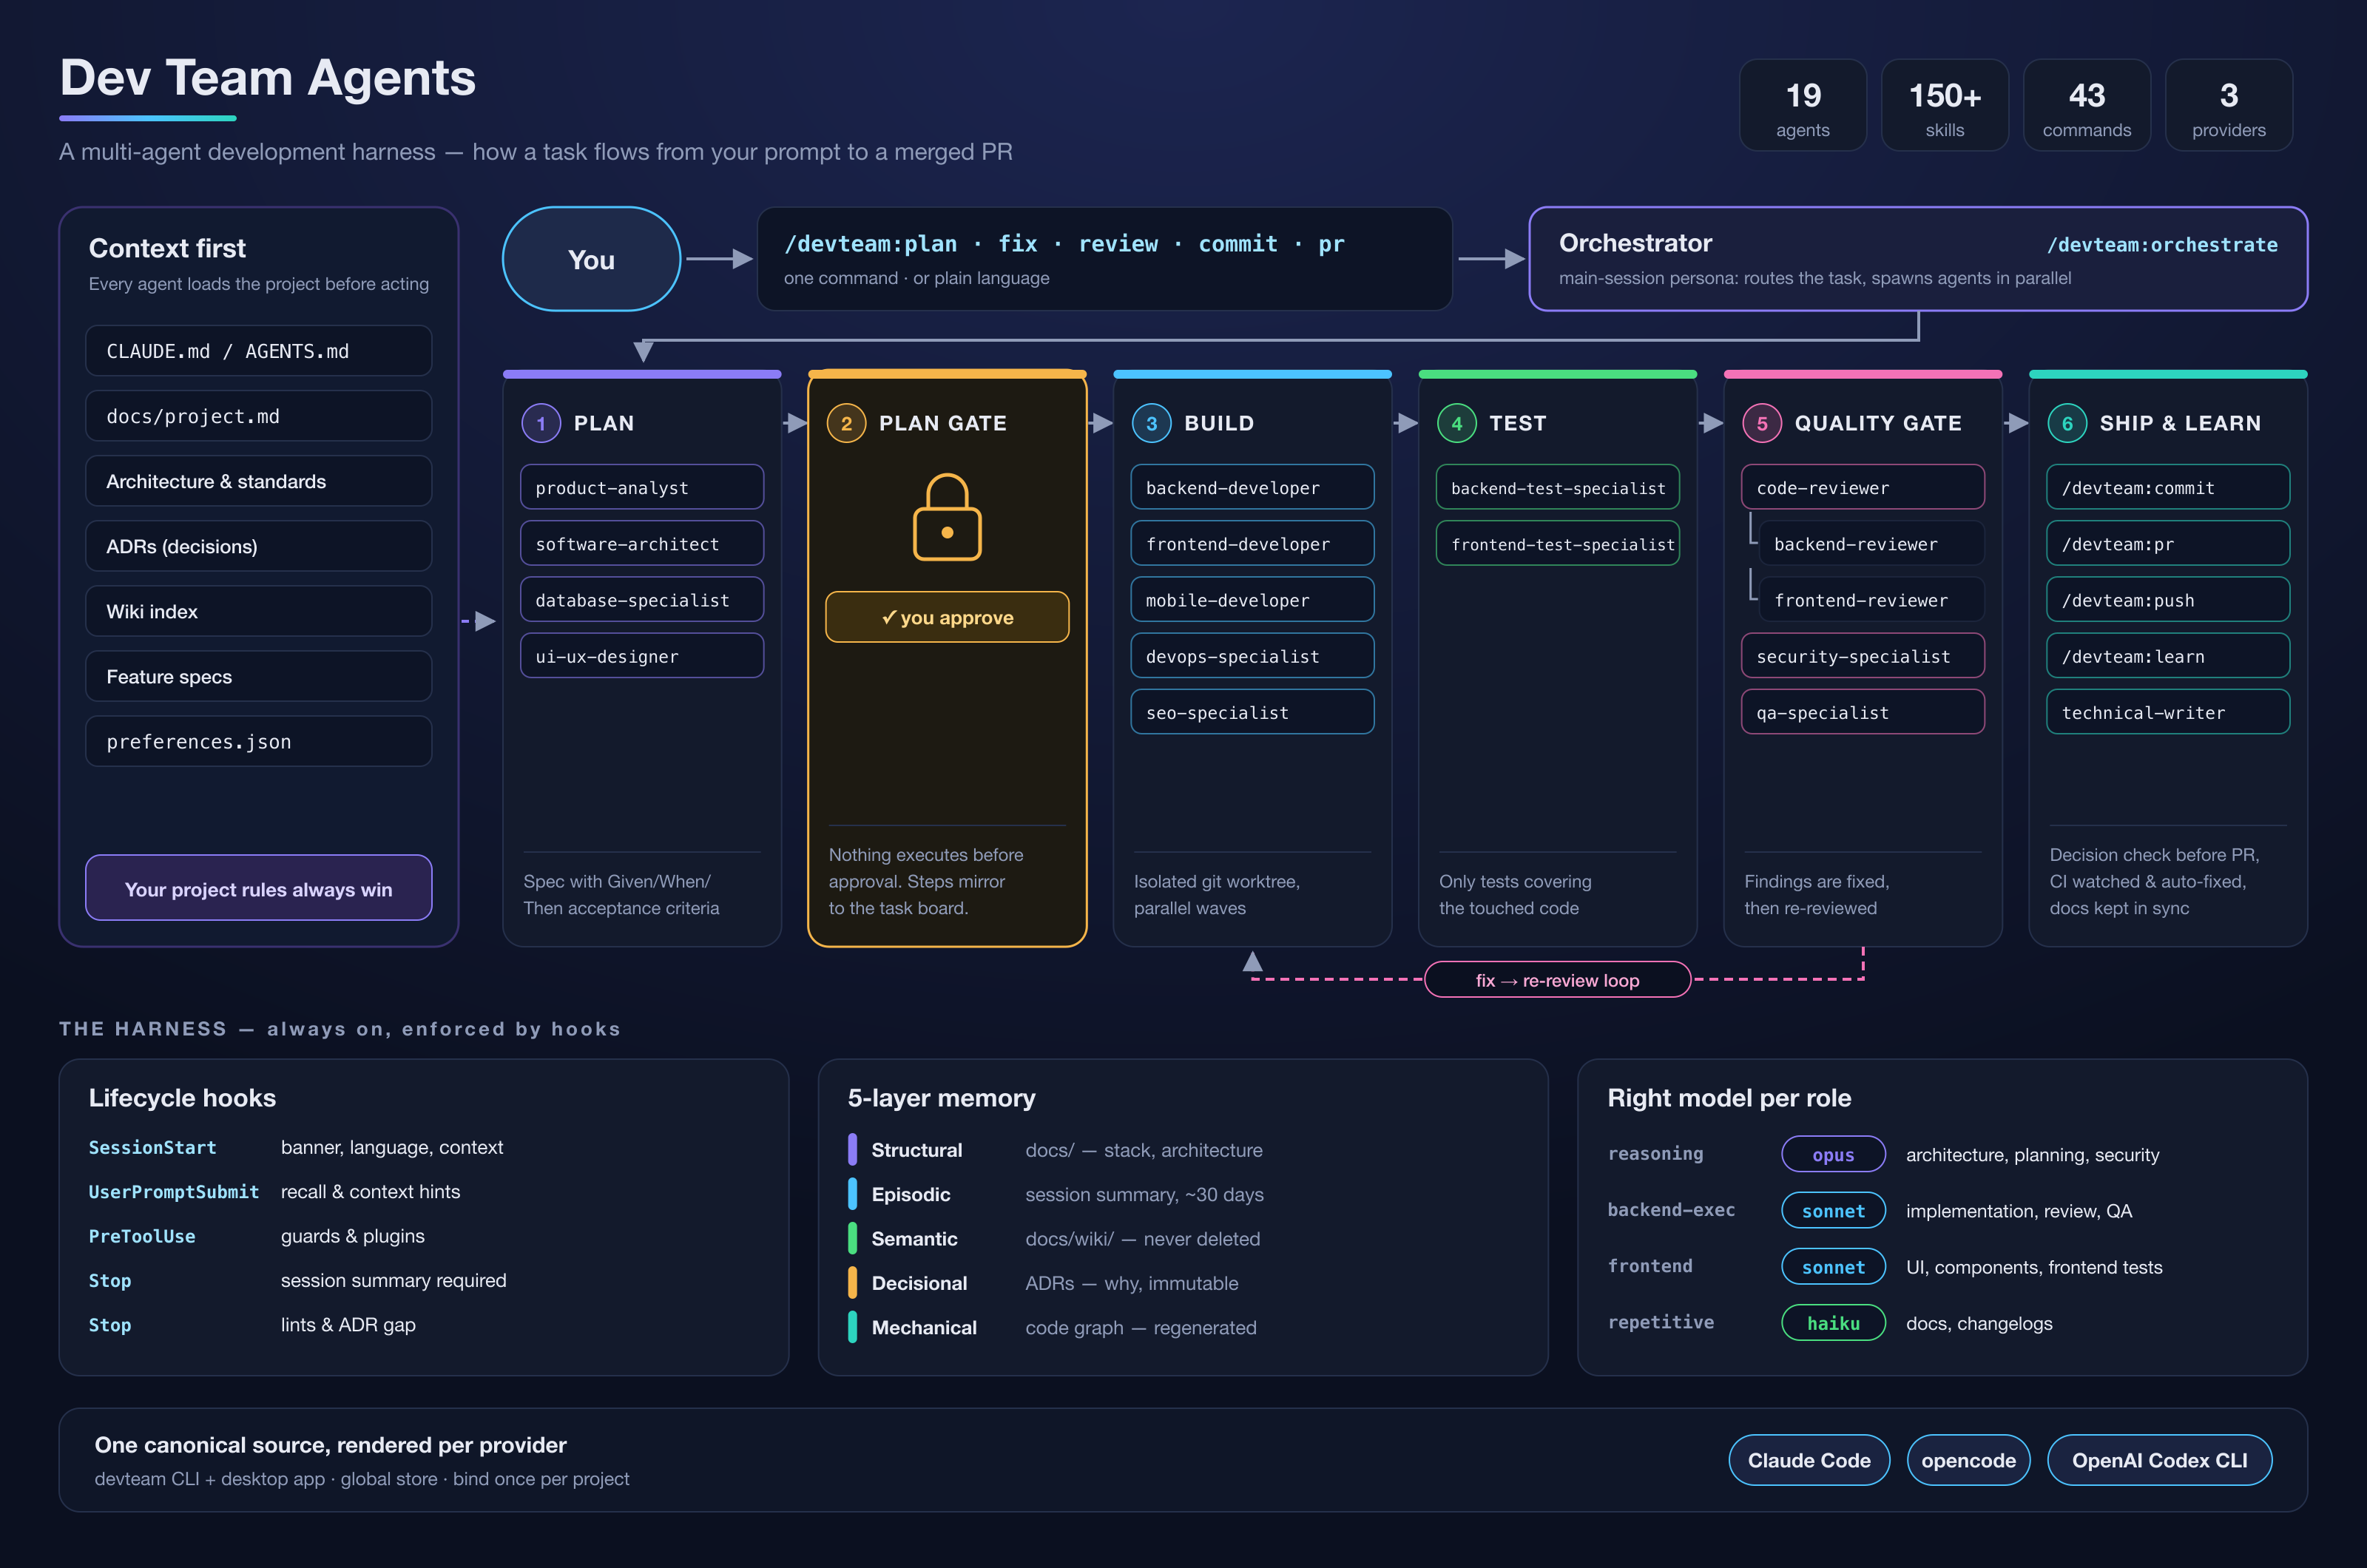 Dev Team Agents
A multi-agent development harness — how a task flows from your prompt to a merged PR
19
agents
150+
skills
43
commands
3
providers
Context first
Every agent loads the project before acting
CLAUDE.md / AGENTS.md
docs/project.md
Architecture & standards
ADRs (decisions)
Wiki index
Feature specs
preferences.json
Your project rules always win
You
/devteam:plan · fix · review · commit · pr
one command · or plain language
Orchestrator
/devteam:orchestrate
main-session persona: routes the task, spawns agents in parallel
1 PLAN
product-analyst
software-architect
database-specialist
ui-ux-designer
Spec with Given/When/
Then acceptance criteria
2 PLAN GATE
✓ you approve
Nothing executes before
approval. Steps mirror
to the task board.
3 BUILD
backend-developer
frontend-developer
mobile-developer
devops-specialist
seo-specialist
Isolated git worktree,
parallel waves
4 TEST
backend-test-specialist
frontend-test-specialist
Only tests covering
the touched code
5 QUALITY GATE
code-reviewer
backend-reviewer
frontend-reviewer
security-specialist
qa-specialist
Findings are fixed,
then re-reviewed
6 SHIP & LEARN
/devteam:commit
/devteam:pr
/devteam:push
/devteam:learn
technical-writer
Decision check before PR,
CI watched & auto-fixed,
docs kept in sync
fix → re-review loop
THE HARNESS — always on, enforced by hooks
Lifecycle hooks
SessionStart banner, language, context
UserPromptSubmit recall & context hints
PreToolUse guards & plugins
Stop session summary required
Stop lints & ADR gap
5-layer memory
Structural docs/ — stack, architecture
Episodic session summary, ~30 days
Semantic docs/wiki/ — never deleted
Decisional ADRs — why, immutable
Mechanical code graph — regenerated
Right model per role
reasoning opus architecture, planning, security
backend-exec sonnet implementation, review, QA
frontend sonnet UI, components, frontend tests
repetitive haiku docs, changelogs
One canonical source, rendered per provider
devteam CLI + desktop app · global store · bind once per project
Claude Code
opencode
OpenAI Codex CLI